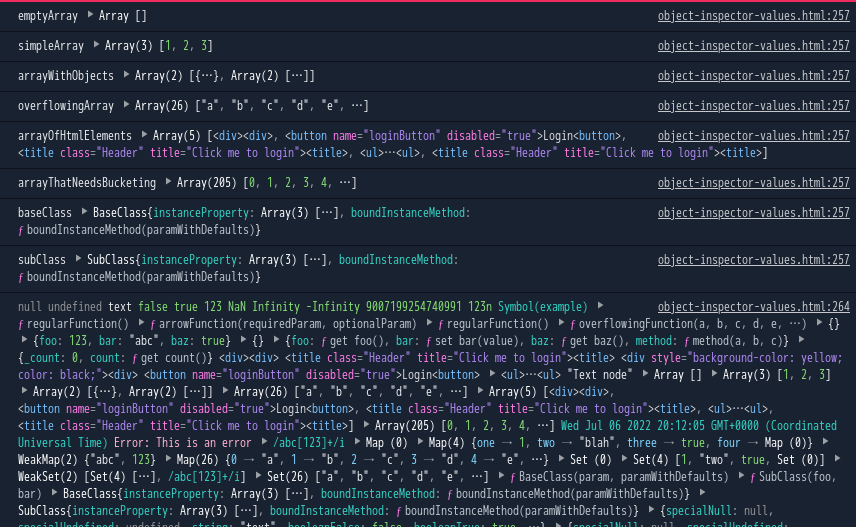 emptyArray ▶ Array [] object-inspector-values.html:257
simpleArray ▶ Array(3) [1, 2, 3] object-inspector-values.html:257
arrayWithObjects ▶ Array(2) [{…}, Array(2) […]] object-inspector-values.html:257
overflowingArray ▶ Array(26) ["a", "b", "c", "d", "e", …] object-inspector-values.html:257
arrayOfHtmlElements ▶ Array(5) [<div><div>, <button name="loginButton" disabled="true">Login<button>, object-inspector-values.html:257
<title class="Header" title="Click me to login"><title>, <ul>…<ul>, <title class="Header" title="Click me to login"><title>]
arrayThatNeedsBucketing ▶ Array(205) [0, 1, 2, 3, 4, …] object-inspector-values.html:257
baseClass ▶ BaseClass{instanceProperty: Array(3) […], boundInstanceMethod: object-inspector-values.html:257
ƒ boundInstanceMethod(paramWithDefaults)}
subClass ▶ SubClass{instanceProperty: Array(3) […], boundInstanceMethod: object-inspector-values.html:257
ƒ boundInstanceMethod(paramWithDefaults)}
null undefined text false true 123 NaN Infinity -Infinity 9007199254740991 123n Symbol(example) ▶ object-inspector-values.html:264
ƒ regularFunction() ▶ ƒ arrowFunction(requiredParam, optionalParam) ▶ ƒ regularFunction() ▶ ƒ overflowingFunction(a, b, c, d, e, …) ▶ {}
▶ {foo: 123, bar: "abc", baz: true} ▶ {} ▶ {foo: ƒ get foo(), bar: ƒ set bar(value), baz: ƒ get baz(), method: ƒ method(a, b, c)} ▶
{_count: 0, count: ƒ get count()} <div><div> <title class="Header" title="Click me to login"><title> <div style="background-color: yellow;
color: black;"><div> <button name="loginButton" disabled="true">Login<button> ▶ <ul>…<ul> "Text node" ▶ Array [] ▶ Array(3) [1, 2, 3]
▶ Array(2) [{…}, Array(2) […]] ▶ Array(26) ["a", "b", "c", "d", "e", …] ▶ Array(5) [<div><div>,
<button name="loginButton" disabled="true">Login<button>, <title class="Header" title="Click me to login"><title>, <ul>…<ul>,
<title class="Header" title="Click me to login"><title>] ▶ Array(205) [0, 1, 2, 3, 4, …] Wed Jul 06 2022 20:12:05 GMT+0000 (Coordinated
Universal Time) Error: This is an error ▶ /abc[123]+/i ▶ Map (0) ▶ Map(4) {one → 1, two → "blah", three → true, four → Map (0)} ▶
WeakMap(2) {"abc", 123} ▶ Map(26) {0 → "a", 1 → "b", 2 → "c", 3 → "d", 4 → "e", …} ▶ Set (0) ▶ Set(4) [1, "two", true, Set (0)] ▶
WeakSet(2) [Set(4) […], /abc[123]+/i] ▶ Set(26) ["a", "b", "c", "d", "e", …] ▶ ƒ BaseClass(param, paramWithDefaults) ▶ ƒ SubClass(foo,
bar) ▶ BaseClass{instanceProperty: Array(3) […], boundInstanceMethod: ƒ boundInstanceMethod(paramWithDefaults)} ▶
SubClass{instanceProperty: Array(3) […], boundInstanceMethod: ƒ boundInstanceMethod(paramWithDefaults)} ▶ {specialNull: null,
specialUndefined: undefined, string: "text", booleanFalse: false, booleanTrue: true, …} ▶ {specialNull: null, specialUndefined: